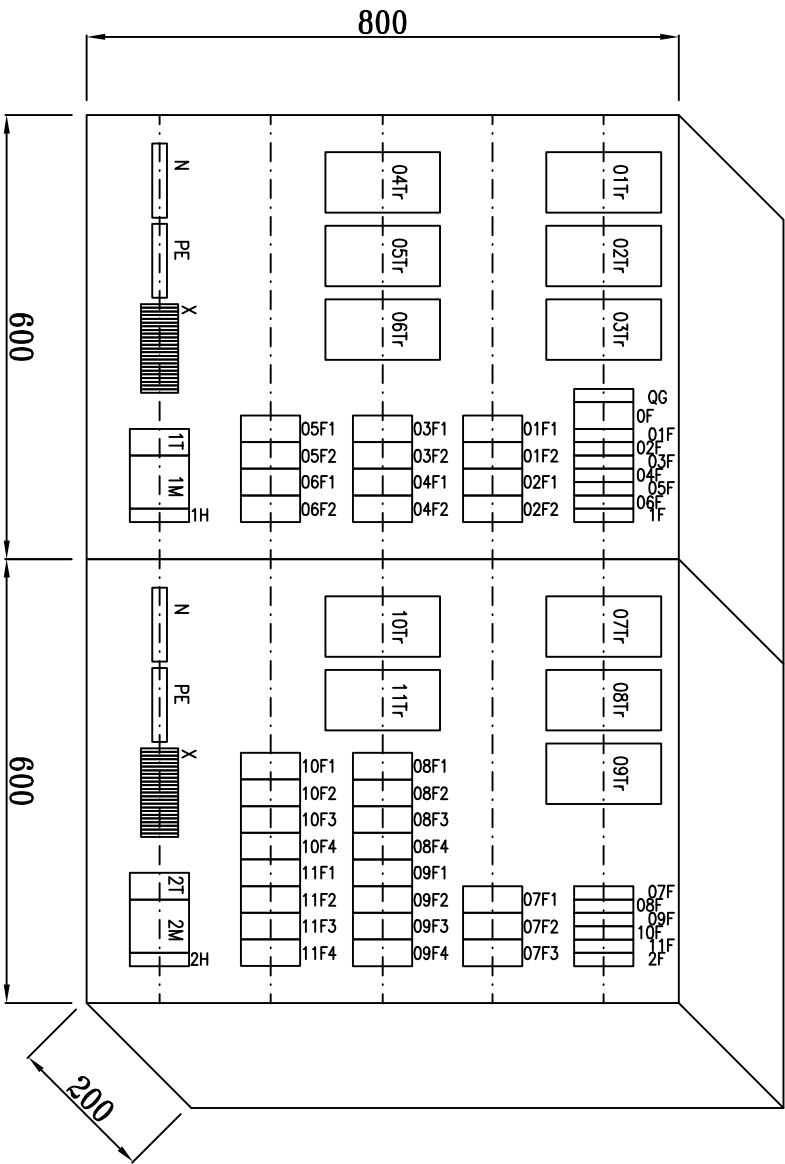 800
600
600
200
01Tr
02Tr
03Tr
04Tr
05Tr
06Tr
QG
0F
01F
02F
03F
04F
05F
06F
1F
01F1
01F2
02F1
02F2
03F1
03F2
04F1
04F2
05F1
05F2
06F1
06F2
N
PE
X
1T
1M
1H
07Tr
08Tr
09Tr
10Tr
11Tr
07F
08F
09F
10F
11F
2F
07F1
07F2
07F3
08F1
08F2
08F3
08F4
09F1
09F2
09F3
09F4
10F1
10F2
10F3
10F4
11F1
11F2
11F3
11F4
N
PE
X
2T
2M
2H